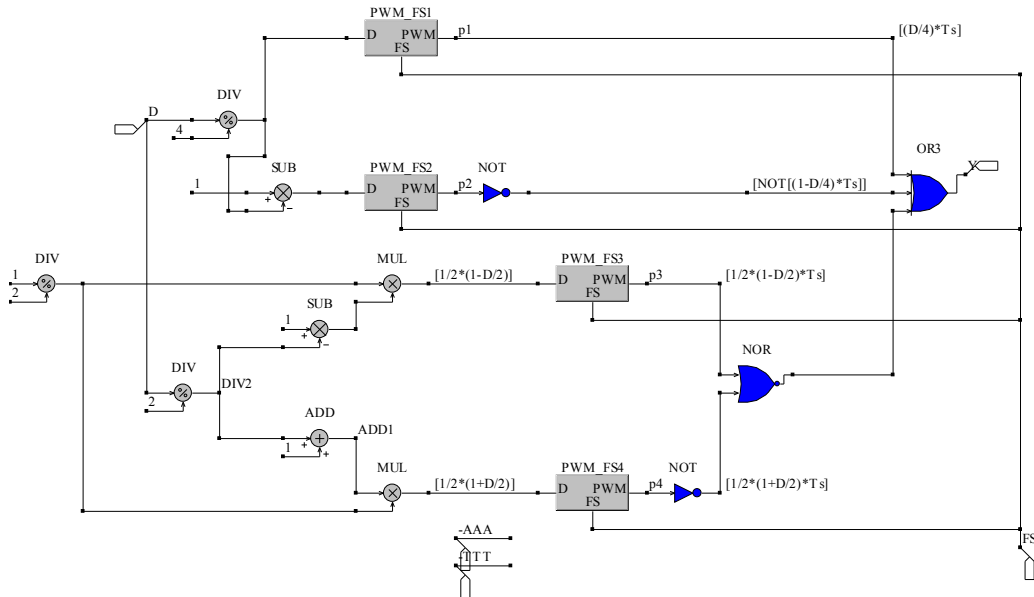 PWM_FS1
D PWM
FS
p1
[(D/4)*Ts]
DIV
D
4
%
OR3
SUB
PWM_FS2
NOT
Y
1
D PWM
FS
p2
[NOT[(1-D/4)*Ts]]
+
−
DIV
MUL
PWM_FS3
1
2
%
[1/2*(1-D/2)]
D PWM
FS
p3
[1/2*(1-D/2)*Ts]
SUB
1
+
−
NOR
DIV
DIV2
2
%
ADD
ADD1
1
+
+
MUL
PWM_FS4
NOT
[1/2*(1+D/2)]
D PWM
FS
p4
[1/2*(1+D/2)*Ts]
-AAA
-TTT
FS